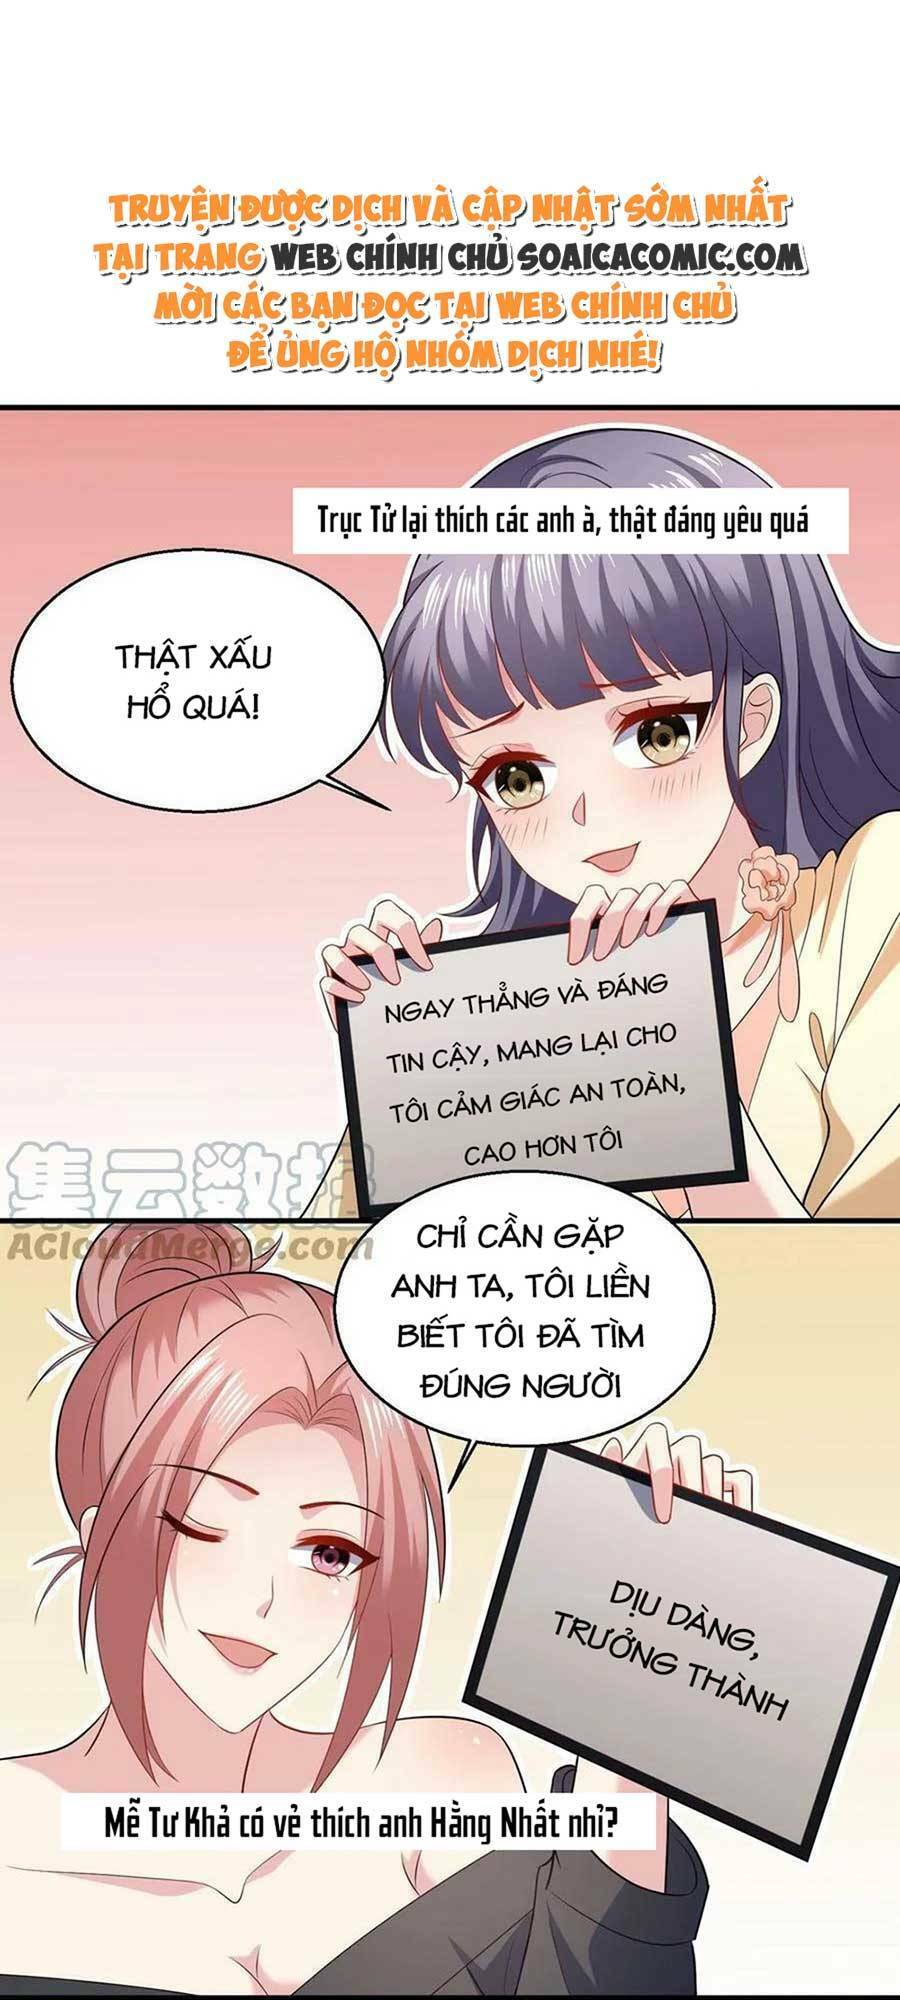 TRUYỆN ĐƯỢC DỊCH VÀ CẬP NHẬT SỚM NHẤT
TẠI TRANG WEB CHÍNH CHỦ SOAICACOMIC.COM
MỜI CÁC BẠN ĐỌC TẠI WEB CHÍNH CHỦ
ĐỂ ỦNG HỘ NHÓM DỊCH NHÉ!
Trục Tử lại thích các anh à, thật đáng yêu quá
THẬT XẤU
HỔ QUÁ!
NGAY THẲNG VÀ ĐÁNG
TIN CẬY, MANG LẠI CHO
TÔI CẢM GIÁC AN TOÀN,
CAO HƠN TÔI
集云数据
ACloudMerge.com
CHỈ CẦN GẶP
ANH TA, TÔI LIỀN
BIẾT TÔI ĐÃ TÌM
ĐÚNG NGƯỜI
DỊU DÀNG,
TRƯỞNG THÀNH
Mễ Tư Khả có vẻ thích anh Hằng Nhất nhỉ?